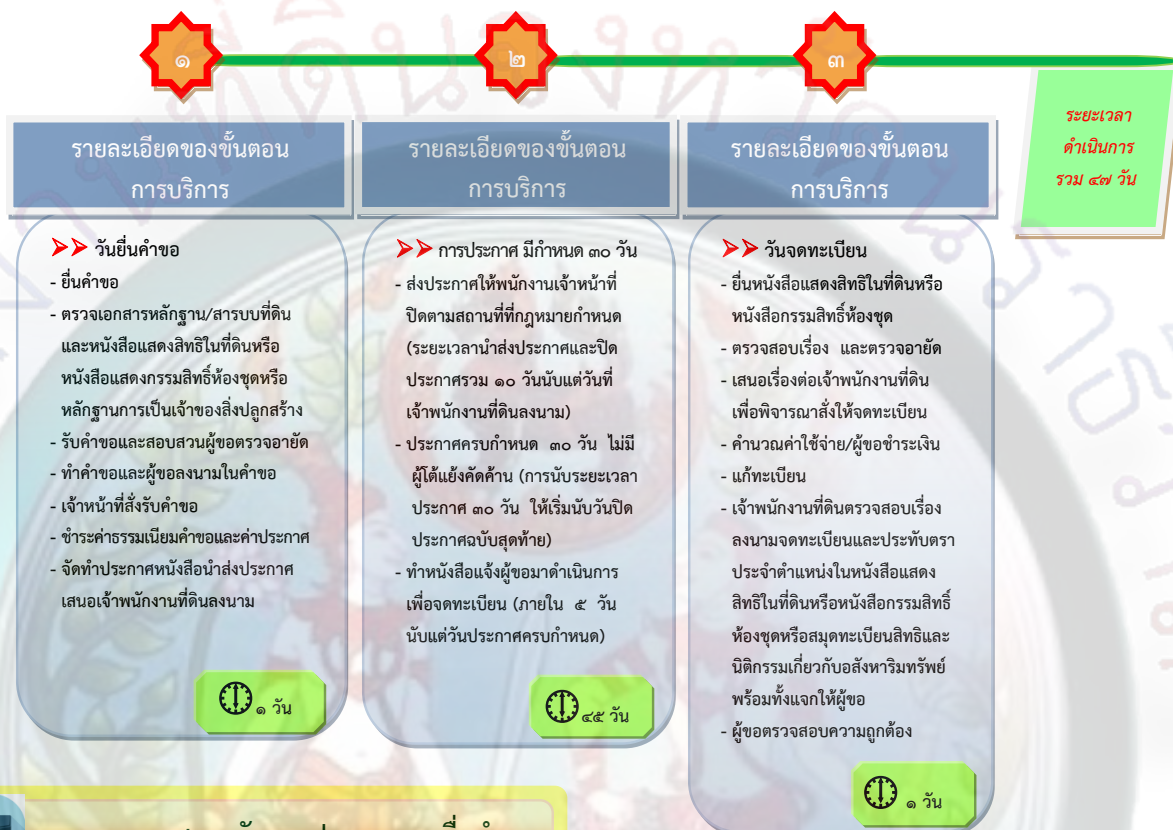 ๑
๒
๓
ระยะเวลา
ดำเนินการ
รวม ๔๗ วัน
รายละเอียดของขั้นตอน
การบริการ
วันยื่นคำขอ
- ยื่นคำขอ
- ตรวจเอกสารหลักฐาน/สารบบที่ดิน
และหนังสือแสดงสิทธิในที่ดินหรือ
หนังสือแสดงกรรมสิทธิ์ห้องชุดหรือ
หลักฐานการเป็นเจ้าของสิ่งปลูกสร้าง
- รับคำขอและสอบสวนผู้ขอตรวจอายัด
- ทำคำขอและผู้ขอลงนามในคำขอ
- เจ้าหน้าที่สั่งรับคำขอ
- ชำระค่าธรรมเนียมคำขอและค่าประกาศ
- จัดทำประกาศหนังสือนำส่งประกาศ
เสนอเจ้าพนักงานที่ดินลงนาม
๑ วัน
รายละเอียดของขั้นตอน
การบริการ
การประกาศ มีกำหนด ๓๐ วัน
- ส่งประกาศให้พนักงานเจ้าหน้าที่
ปิดตามสถานที่ที่กฎหมายกำหนด
(ระยะเวลานำส่งประกาศและปิด
ประกาศรวม ๑๐ วันนับแต่วันที่
เจ้าพนักงานที่ดินลงนาม)
- ประกาศครบกำหนด ๓๐ วัน ไม่มี
ผู้โต้แย้งคัดค้าน (การนับระยะเวลา
ประกาศ ๓๐ วัน ให้เริ่มนับวันปิด
ประกาศฉบับสุดท้าย)
- ทำหนังสือแจ้งผู้ขอมาดำเนินการ
เพื่อจดทะเบียน (ภายใน ๕ วัน
นับแต่วันประกาศครบกำหนด)
๔๕ วัน
รายละเอียดของขั้นตอน
การบริการ
วันจดทะเบียน
- ยื่นหนังสือแสดงสิทธิในที่ดินหรือ
หนังสือกรรมสิทธิ์ห้องชุด
- ตรวจสอบเรื่อง และตรวจอายัด
- เสนอเรื่องต่อเจ้าพนักงานที่ดิน
เพื่อพิจารณาสั่งให้จดทะเบียน
- คำนวณค่าใช้จ่าย/ผู้ขอชำระเงิน
- แก้ทะเบียน
- เจ้าพนักงานที่ดินตรวจสอบเรื่อง
ลงนามจดทะเบียนและประทับตรา
ประจำตำแหน่งในหนังสือแสดง
สิทธิในที่ดินหรือหนังสือกรรมสิทธิ์
ห้องชุดหรือสมุดทะเบียนสิทธิและ
นิติกรรมเกี่ยวกับอสังหาริมทรัพย์
พร้อมทั้งแจกให้ผู้ขอ
- ผู้ขอตรวจสอบความถูกต้อง
๑ วัน